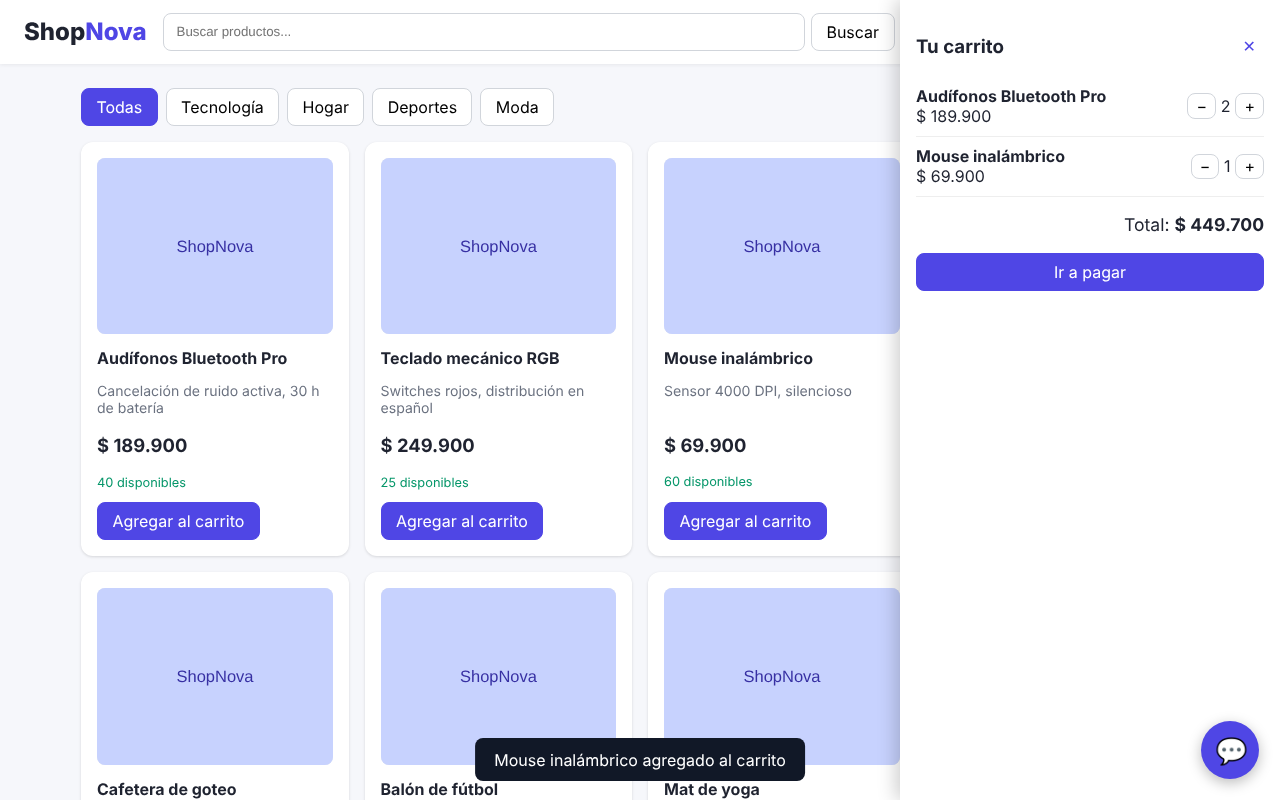 ShopNova
Buscar productos...
Buscar
Todas
Tecnología
Hogar
Deportes
Moda
ShopNova
Audífonos Bluetooth Pro
Cancelación de ruido activa, 30 h
de batería
$ 189.900
40 disponibles
Agregar al carrito
ShopNova
Teclado mecánico RGB
Switches rojos, distribución en
español
$ 249.900
25 disponibles
Agregar al carrito
ShopNova
Mouse inalámbrico
Sensor 4000 DPI, silencioso
$ 69.900
60 disponibles
Agregar al carrito
ShopNova
Cafetera de goteo
ShopNova
Balón de fútbol
ShopNova
Mat de yoga
Mouse inalámbrico agregado al carrito
Tu carrito
✕
Audífonos Bluetooth Pro
$ 189.900
− 2 +
Mouse inalámbrico
$ 69.900
− 1 +
Total: $ 449.700
Ir a pagar